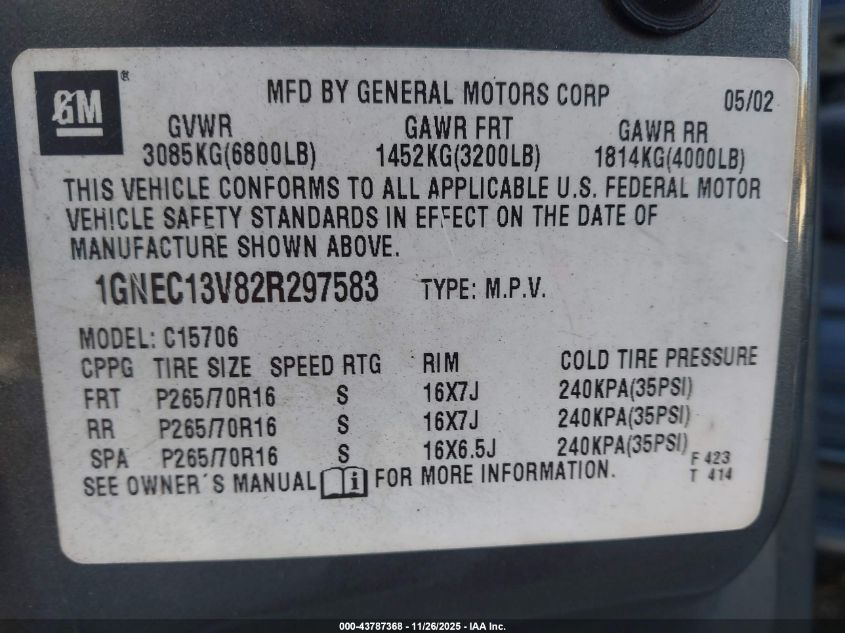 GM ®
MFD BY GENERAL MOTORS CORP 05/02
GVWR GAWR FRT GAWR RR
3085KG(6800LB) 1452KG(3200LB) 1814KG(4000LB)
THIS VEHICLE CONFORMS TO ALL APPLICABLE U.S. FEDERAL MOTOR
VEHICLE SAFETY STANDARDS IN EFFECT ON THE DATE OF
MANUFACTURE SHOWN ABOVE.
1GNEC13V82R297583 TYPE: M.P.V.
MODEL: C15706
CPPG TIRE SIZE SPEED RTG RIM COLD TIRE PRESSURE
FRT P265/70R16 S 16X7J 240KPA(35PSI)
RR P265/70R16 S 16X7J 240KPA(35PSI)
SPA P265/70R16 S 16X6.5J 240KPA(35PSI)
SEE OWNER´S MANUAL i FOR MORE INFORMATION.
F 423
T 414
000-43787368 - 11/26/2025 - IAA Inc.